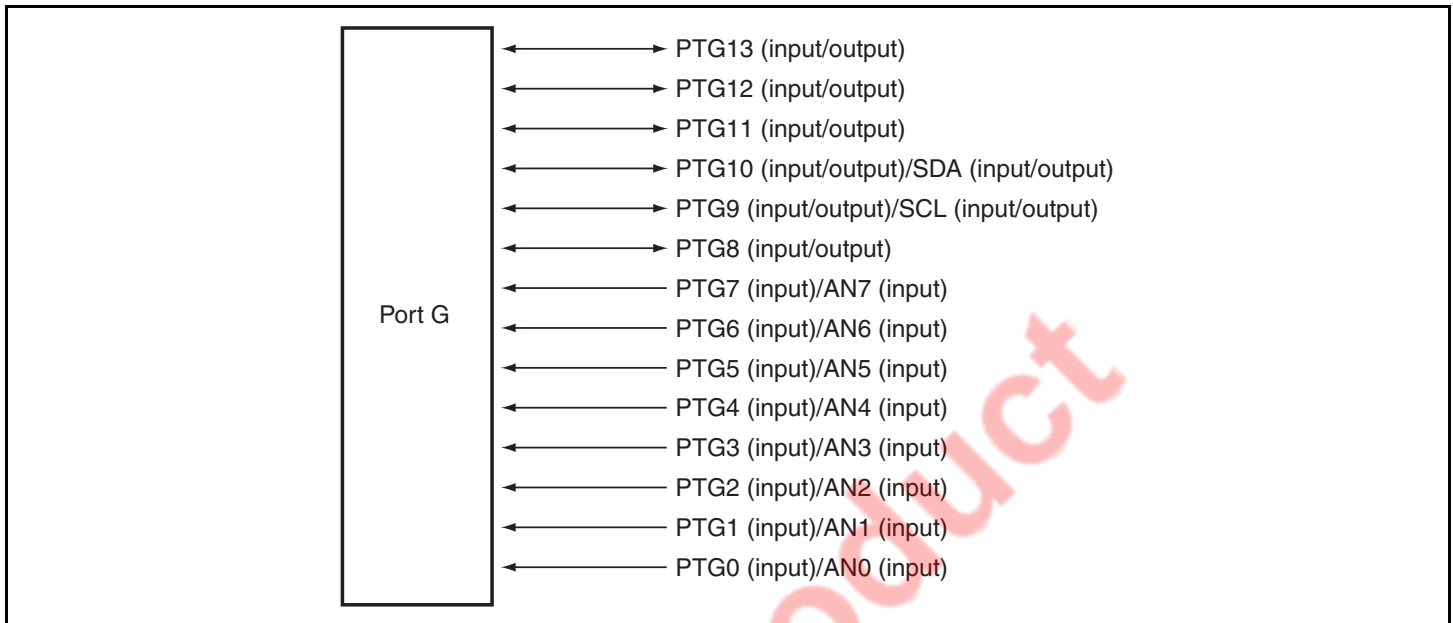 PTG13 (input/output)
PTG12 (input/output)
PTG11 (input/output)
PTG10 (input/output)/SDA (input/output)
PTG9 (input/output)/SCL (input/output)
PTG8 (input/output)
PTG7 (input)/AN7 (input)
Port G
PTG6 (input)/AN6 (input)
PTG5 (input)/AN5 (input)
PTG4 (input)/AN4 (input)
PTG3 (input)/AN3 (input)
PTG2 (input)/AN2 (input)
PTG1 (input)/AN1 (input)
PTG0 (input)/AN0 (input)